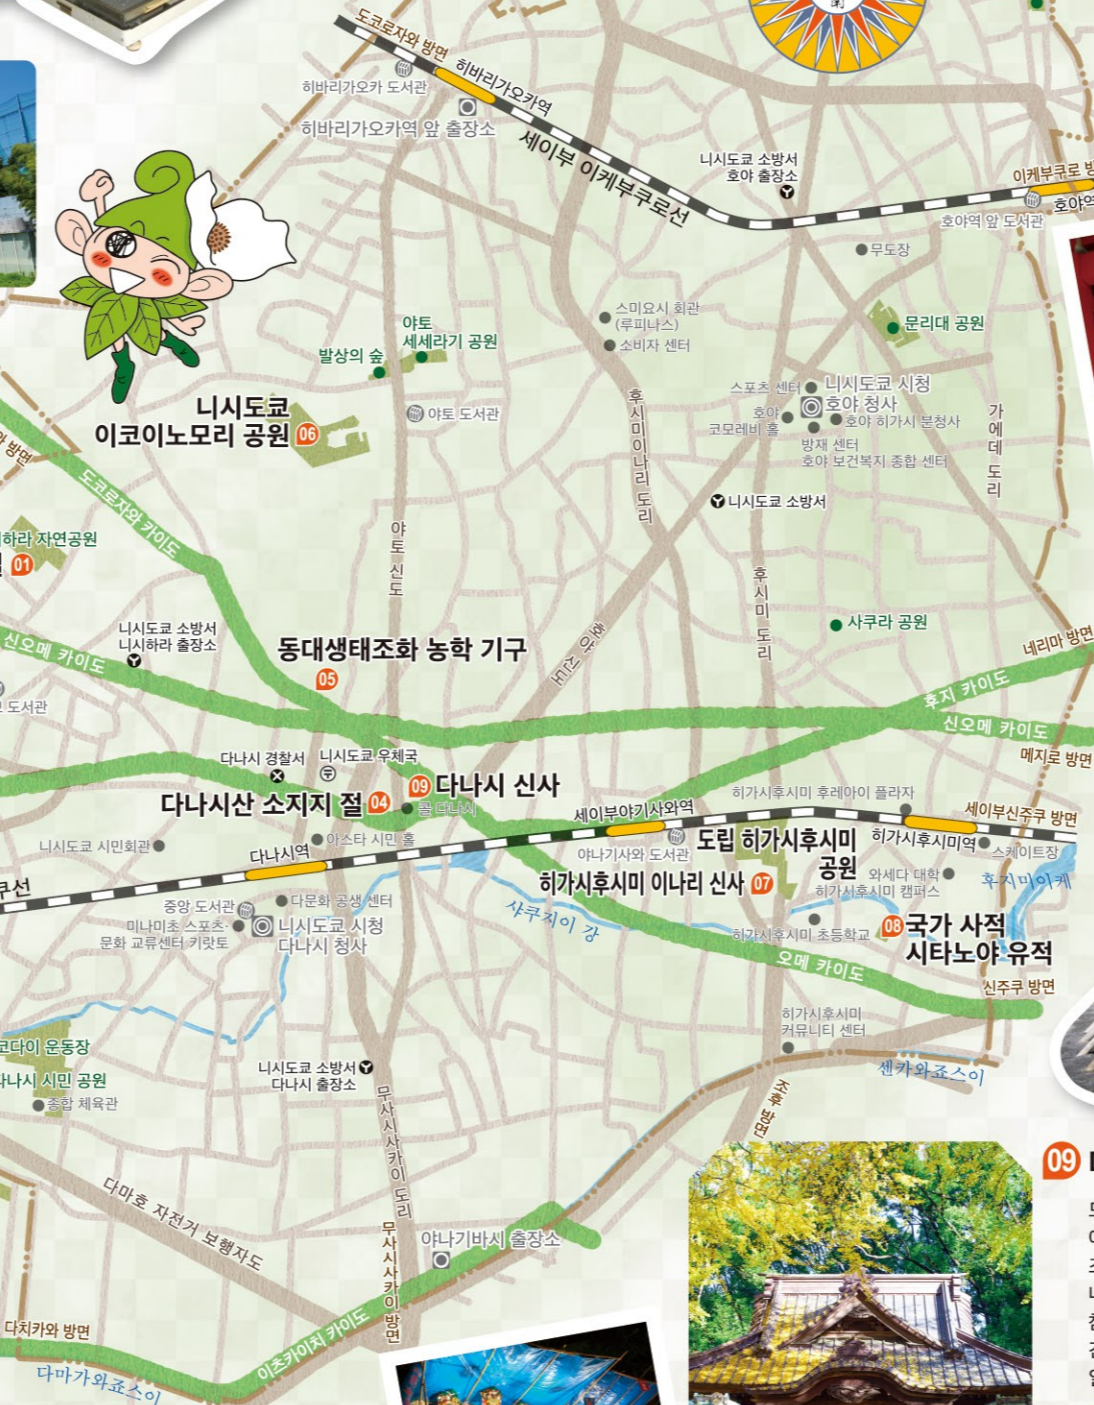 南
도코로자와 방면
히바리가오카역
히바리가오카 도서관
히바리가오카역 앞 출장소
세이부 이케부쿠로선
니시도쿄 소방서
호야 출장소
이케부쿠로 방
호야역
호야역 앞 도서관
무도장
스미요시 회관
(루피나스)
소비자 센터
문리대 공원
야토
세세라기 공원
발상의 숲
야토 도서관
니시도쿄
이코이노모리 공원 06
스포츠 센터
니시도쿄 시청
호야 청사
호야
코모레비 홀
호야 히가시 분청사
방재 센터
호야 보건복지 종합 센터
가에데 도리
후시미이나리 도리
니시도쿄 소방서
방면
도코로자와 카이도
하라 자연공원
01
야토 신도
후시미 도리
호야 신도
사쿠라 공원
네리마 방면
신오메 카이도
니시도쿄 소방서
니시하라 출장소
도서관
동대생태조화 농학 기구
05
후지 카이도
신오메 카이도
메지로 방면
다나시 경찰서
니시도쿄 우체국
다나시산 소지지 절 04
09 다나시 신사
콜 다나시
세이부야기사와역
히가시후시미 후레아이 플라자
세이부신주쿠 방면
니시도쿄 시민회관
아스타 시민 홀
다나시역
야나기사와 도서관
도립 히가시후시미
공원
히가시후시미역
스케이트장
히가시후시미 이나리 신사 07
와세다 대학
히가시후시미 캠퍼스
후지미이케
쿠선
중앙 도서관
다문화 공생 센터
미나미초 스포츠·
문화 교류센터 키랏토
니시도쿄 시청
다나시 청사
샤쿠지이 강
히가시후시미 초등학교
08 국가 사적
시타노야 유적
오메 카이도
신주쿠 방면
히가시후시미
커뮤니티 센터
코다이 운동장
다나시 시민 공원
종합 체육관
니시도쿄 소방서
다나시 출장소
센카와죠스이
조후 방면
무사시사카이 도리
다마호 자전거 보행자도
야나기바시 출장소
무사시사카이 방면
이츠카이치 카이도
다치카와 방면
다마가와죠스이
09